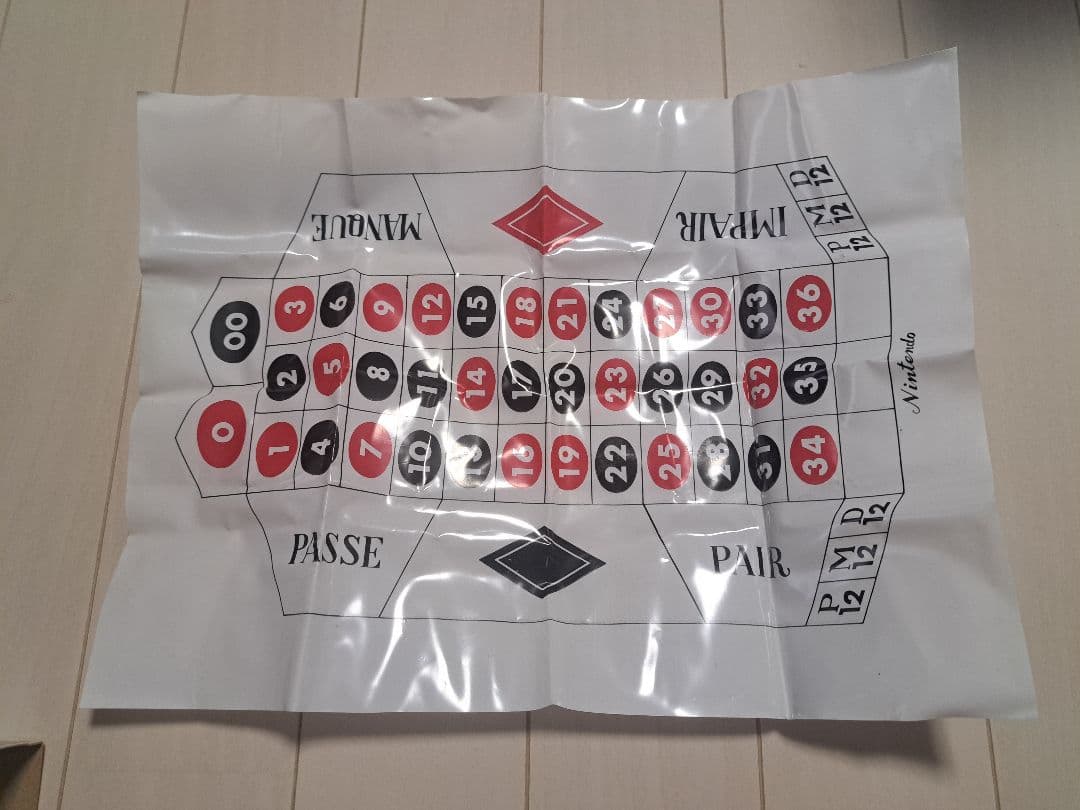 MANQUE
IMPAIR
P 12
M 12
D 12
00
3 6 9 12 15 18 21 24 27 30 33 36
2 5 8 11 14 17 20 23 26 29 32 35
0
1 4 7 10 13 16 19 22 25 28 31 34
Nintendo
PASSE
PAIR
P 12
M 12
D 12